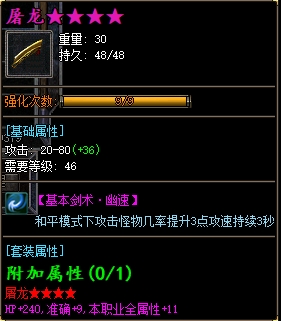 屠龙★★★★
重量: 30
持久: 48/48
强化次数: 9/9
[基础属性]
攻击: 20-80(+36)
需要等级: 46
【基本剑术·幽速】
和平模式下攻击怪物几率提升3点攻速持续3秒
[套装属性]
附加属性(0/1)
屠龙★★★★
HP+240,准确+9,本职业全属性+11